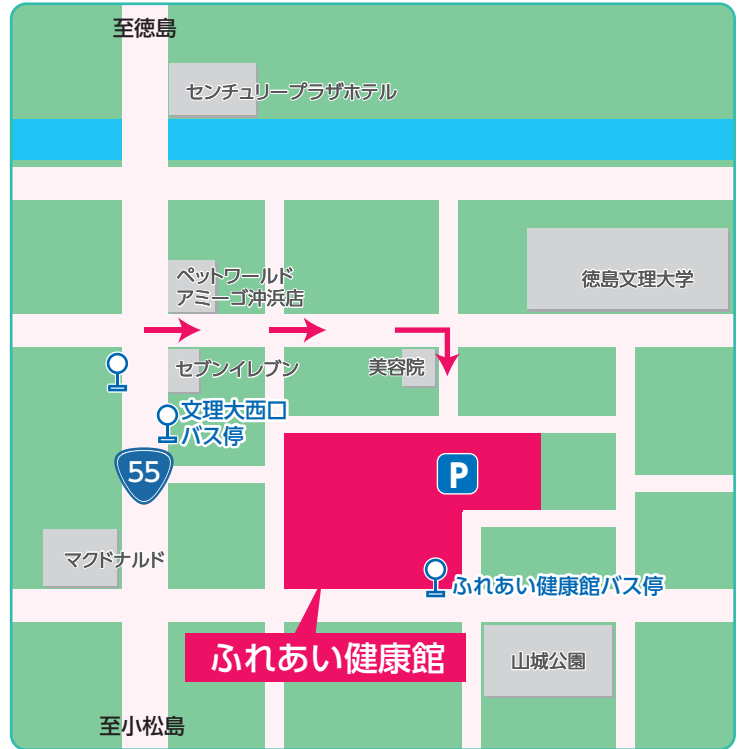 至徳島
センチュリープラザホテル
ペットワールド
アミーゴ沖浜店
徳島文理大学
セブンイレブン
美容院
文理大西口
バス停
55
P
マクドナルド
ふれあい健康館バス停
ふれあい健康館
山城公園
至小松島